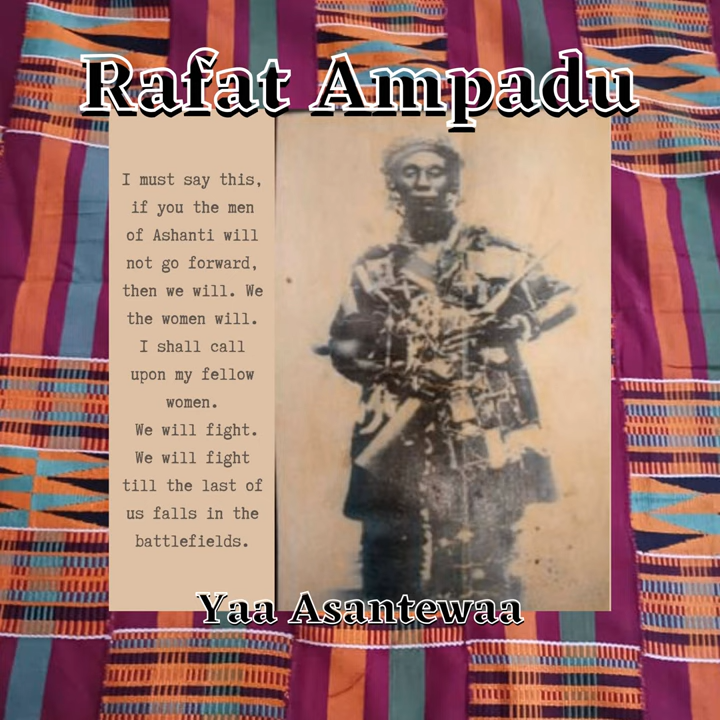 Rafat Ampadu
I must say this,
if you the men
of Ashanti will
not go forward,
then we will. We
the women will.
I shall call
upon my fellow
women.
We will fight.
We will fight
till the last of
us falls in the
battlefields.
Yaa Asantewaa